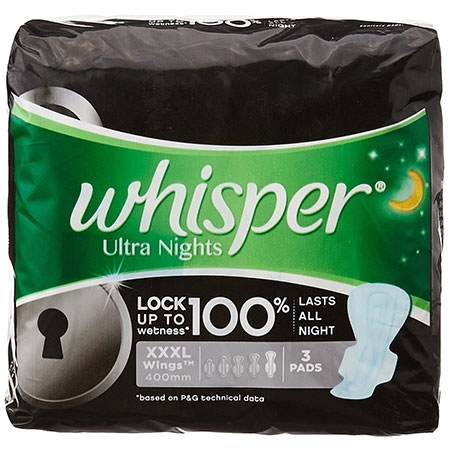 whisper®
Ultra Nights
LOCK
UP TO
wetness*
100%
LASTS
ALL
NIGHT
XXXL
Wings™
400mm
3
PADS
*based on P&G technical data